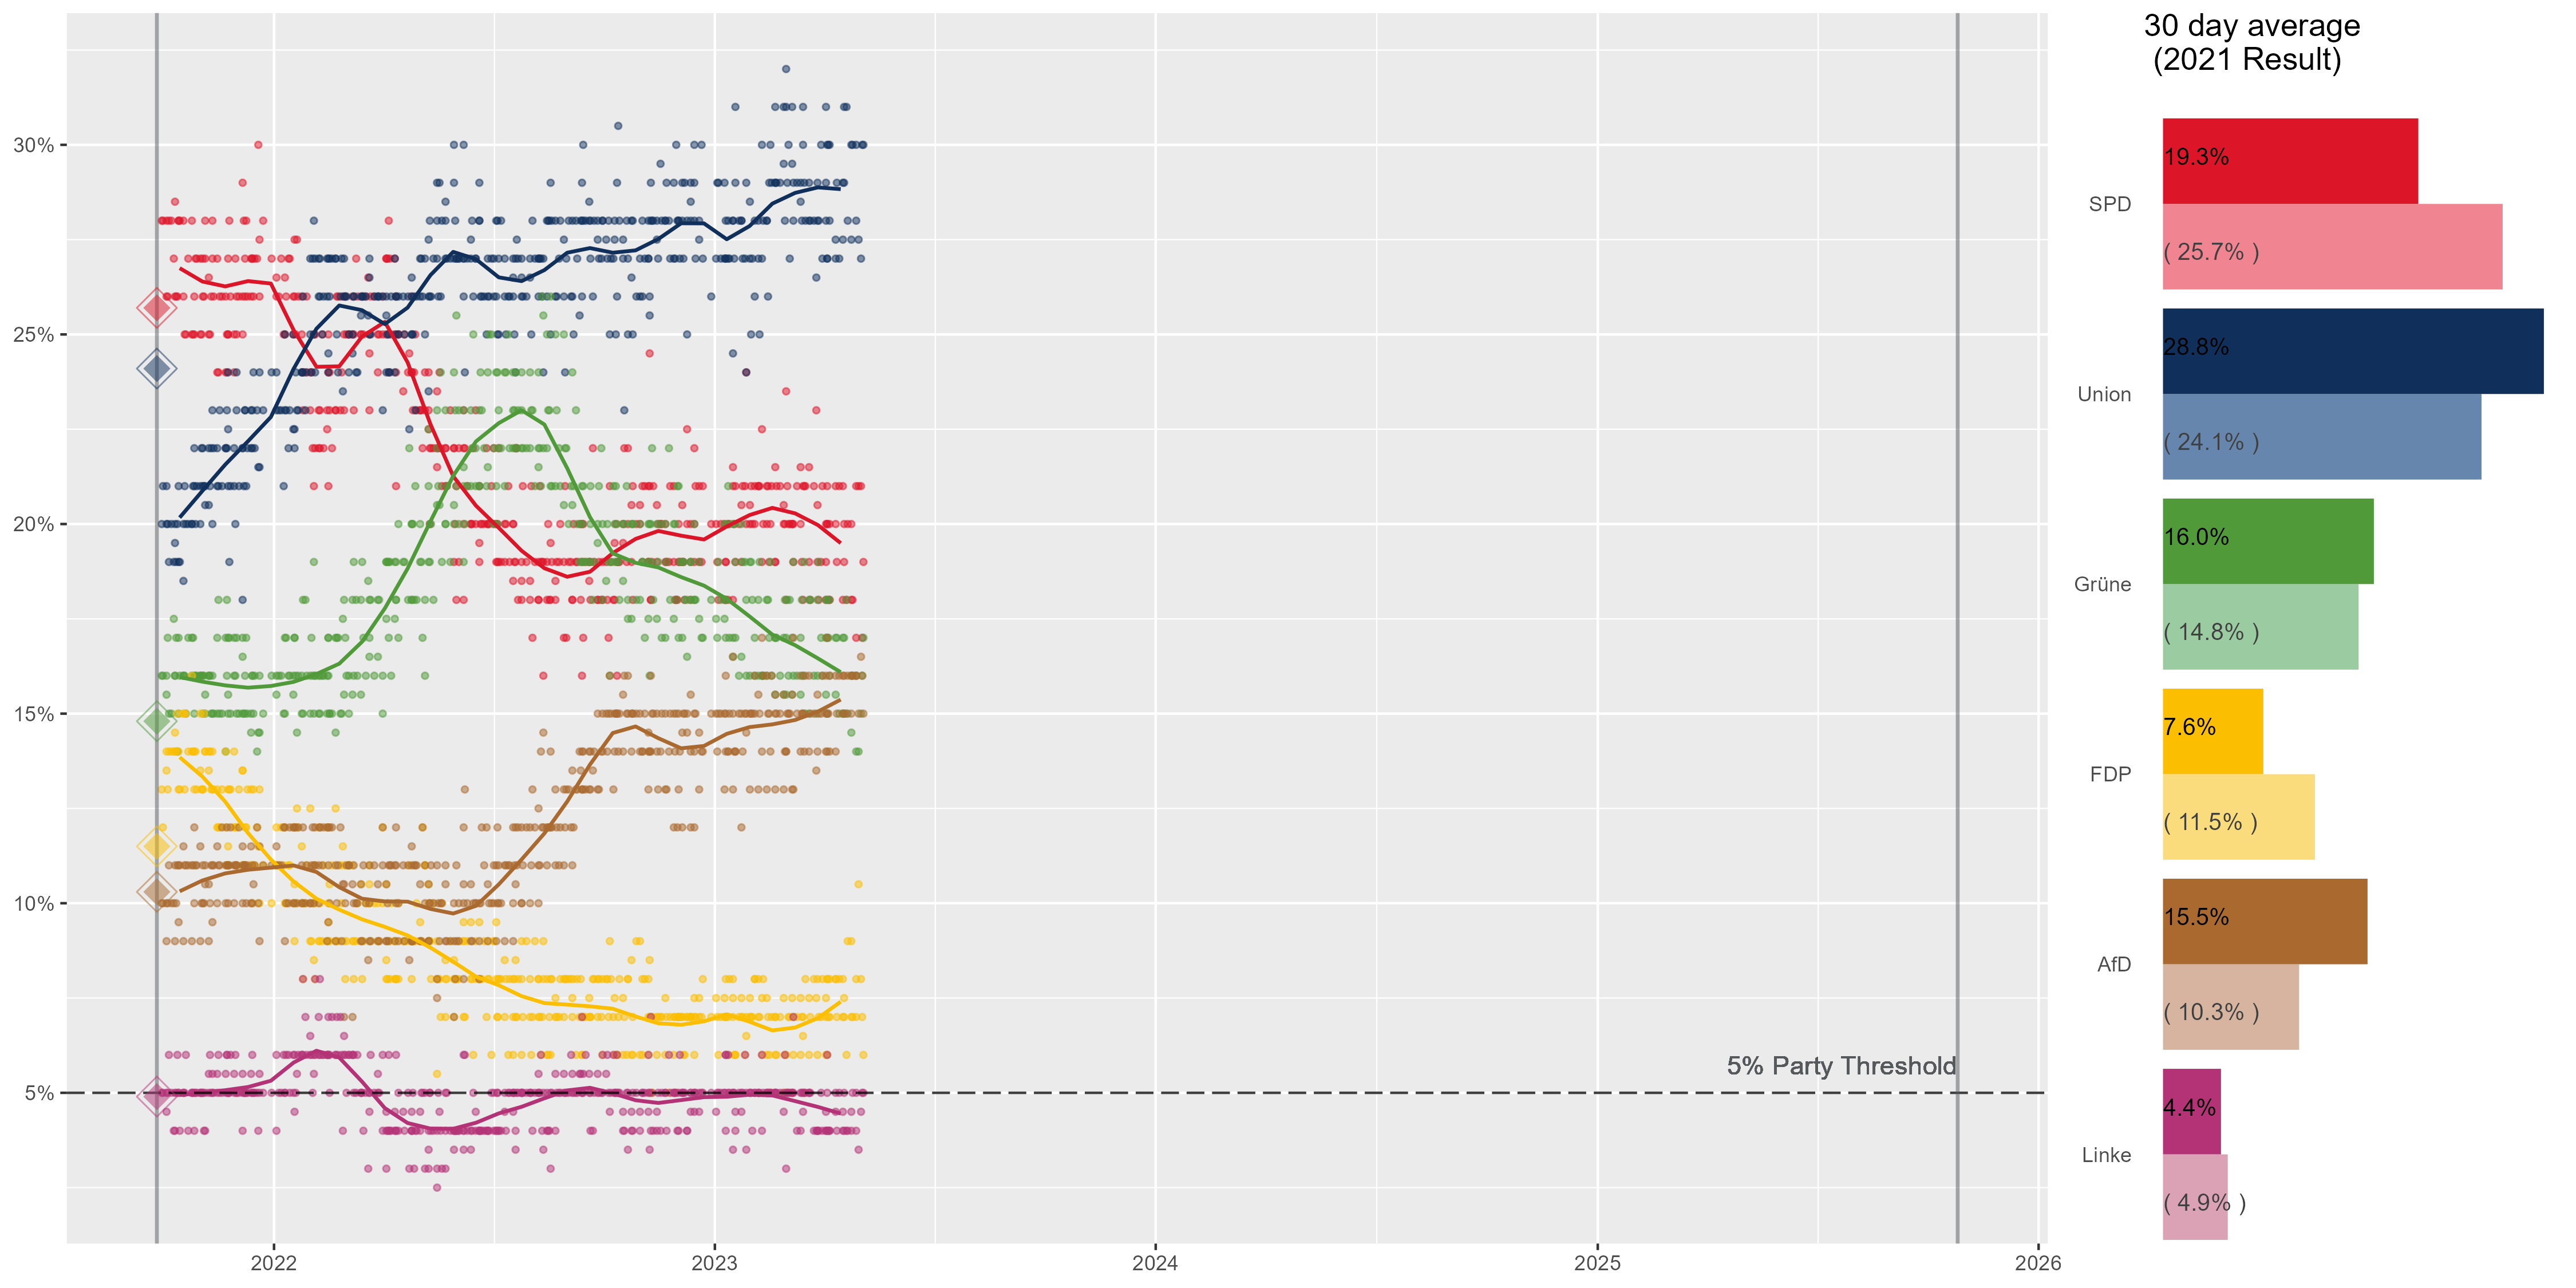 30 day average
(2021 Result)
30%
25%
20%
15%
10%
5%
5% Party Threshold
2022
2023
2024
2025
2026
SPD
19.3%
( 25.7% )
Union
28.8%
( 24.1% )
Grüne
16.0%
( 14.8% )
FDP
7.6%
( 11.5% )
AfD
15.5%
( 10.3% )
Linke
4.4%
( 4.9% )